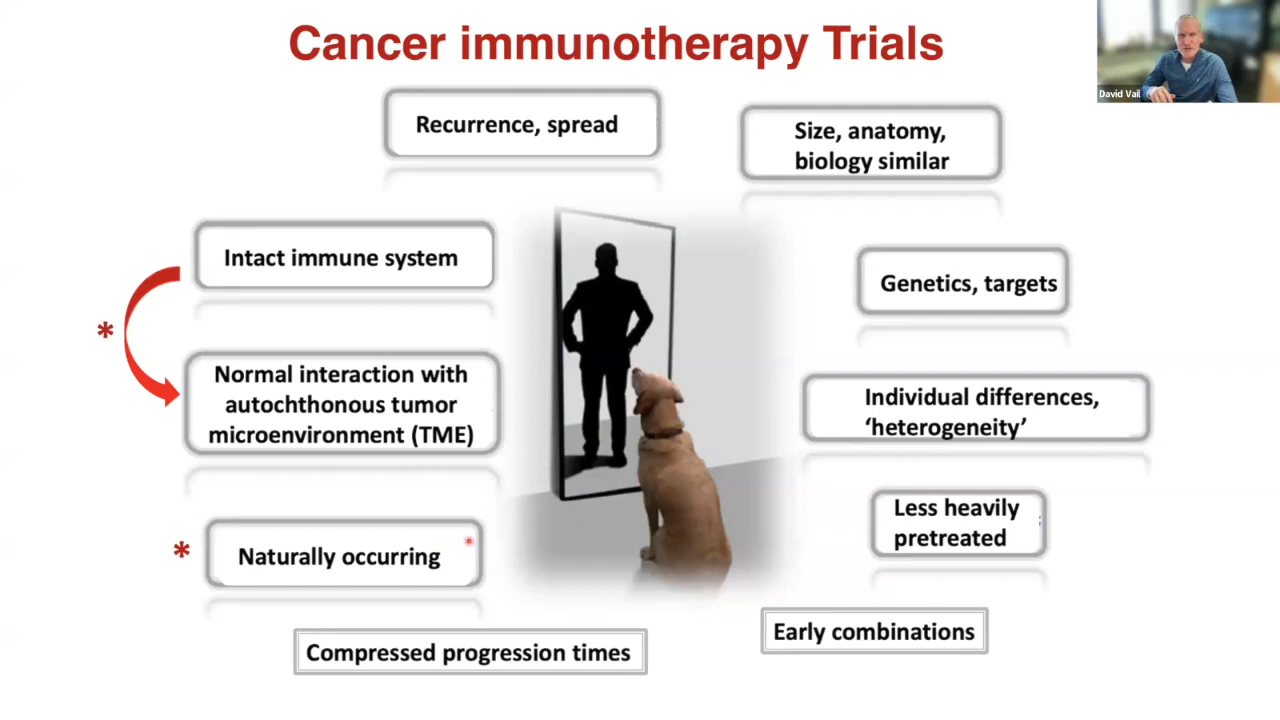 Cancer immunotherapy Trials
David Vail
Recurrence, spread
Size, anatomy,
biology similar
Intact immune system
Genetics, targets
*
Normal interaction with
autochthonous tumor
microenvironment (TME)
Individual differences,
‘heterogeneity’
Less heavily
pretreated
*
Naturally occurring
Early combinations
Compressed progression times